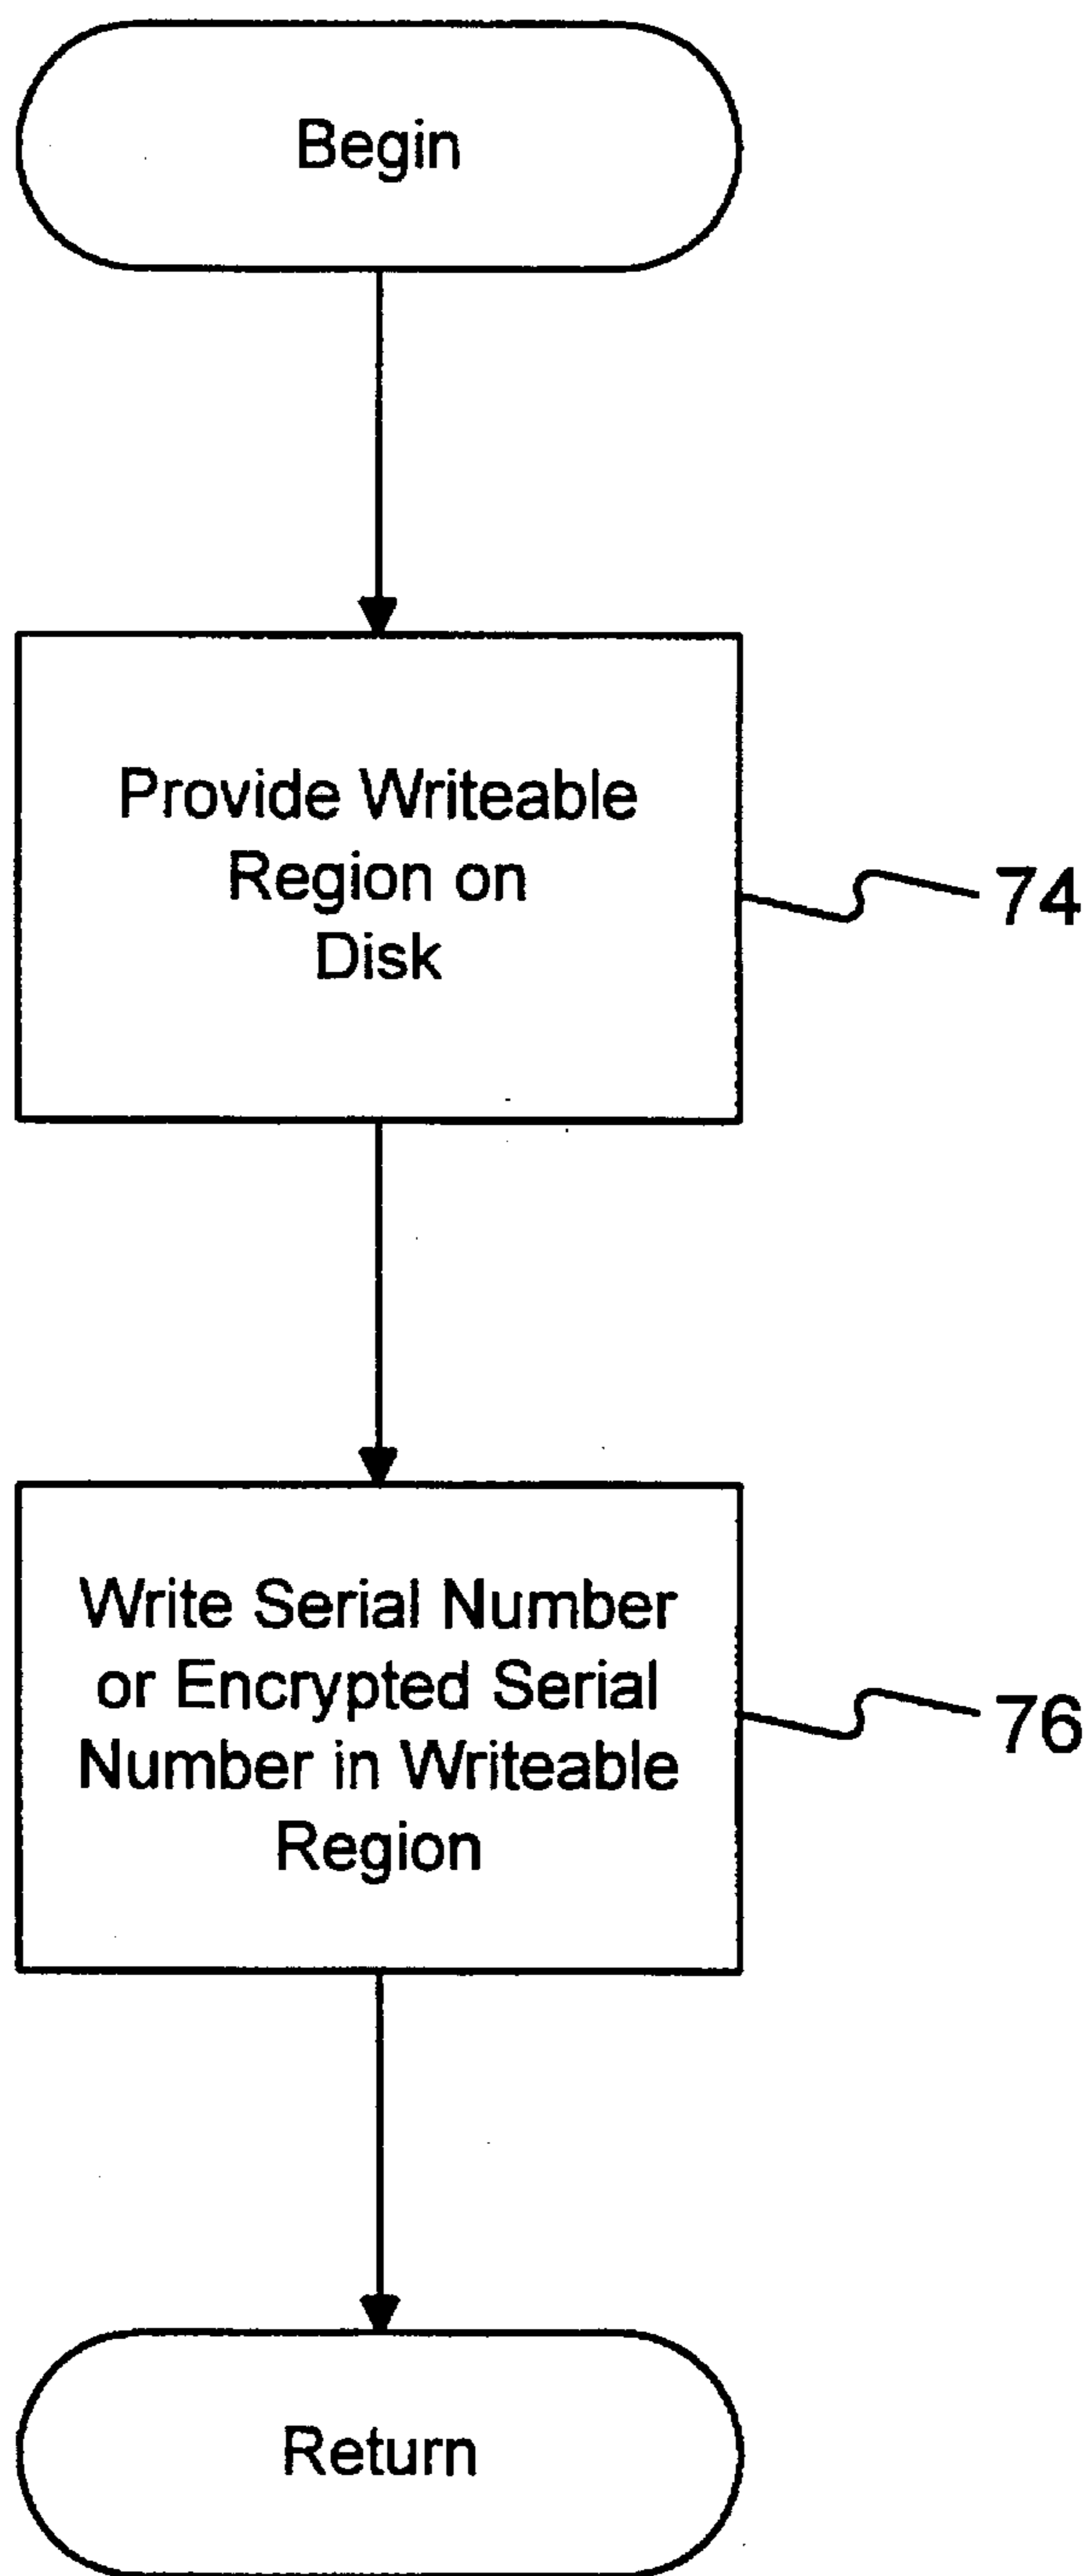 Begin
Provide Writeable
Region on
Disk
74
Write Serial Number
or Encrypted Serial
Number in Writeable
Region
76
Return